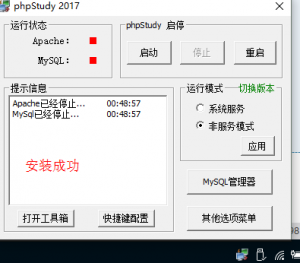 phpStudy 2017
运行状态
Apache:
MySQL:
phpStudy 启停
启动
停止
重启
提示信息
Apache已经停止... 00:48:57
MySql已经停止... 00:48:57
安装成功
运行模式 切换版本
系统服务
非服务模式
应用
MySQL管理器
打开工具箱
快捷键配置
其他选项菜单
98